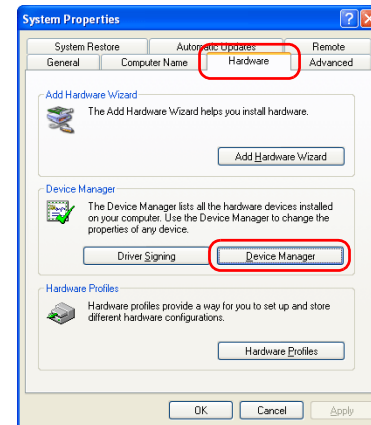 System Properties
System Restore Automatic Updates Remote
General Computer Name Hardware Advanced
Add Hardware Wizard
The Add Hardware Wizard helps you install hardware.
Add Hardware Wizard
Device Manager
The Device Manager lists all the hardware devices installed
on your computer. Use the Device Manager to change the
properties of any device.
Driver Signing Device Manager
Hardware Profiles
Hardware profiles provide a way for you to set up and store
different hardware configurations.
Hardware Profiles
OK Cancel Apply